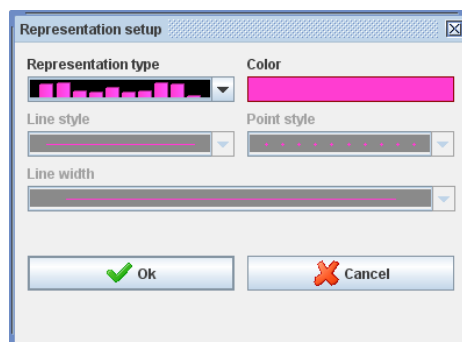 Representation setup
Representation type
Color
Line style
Point style
Line width
Ok
Cancel